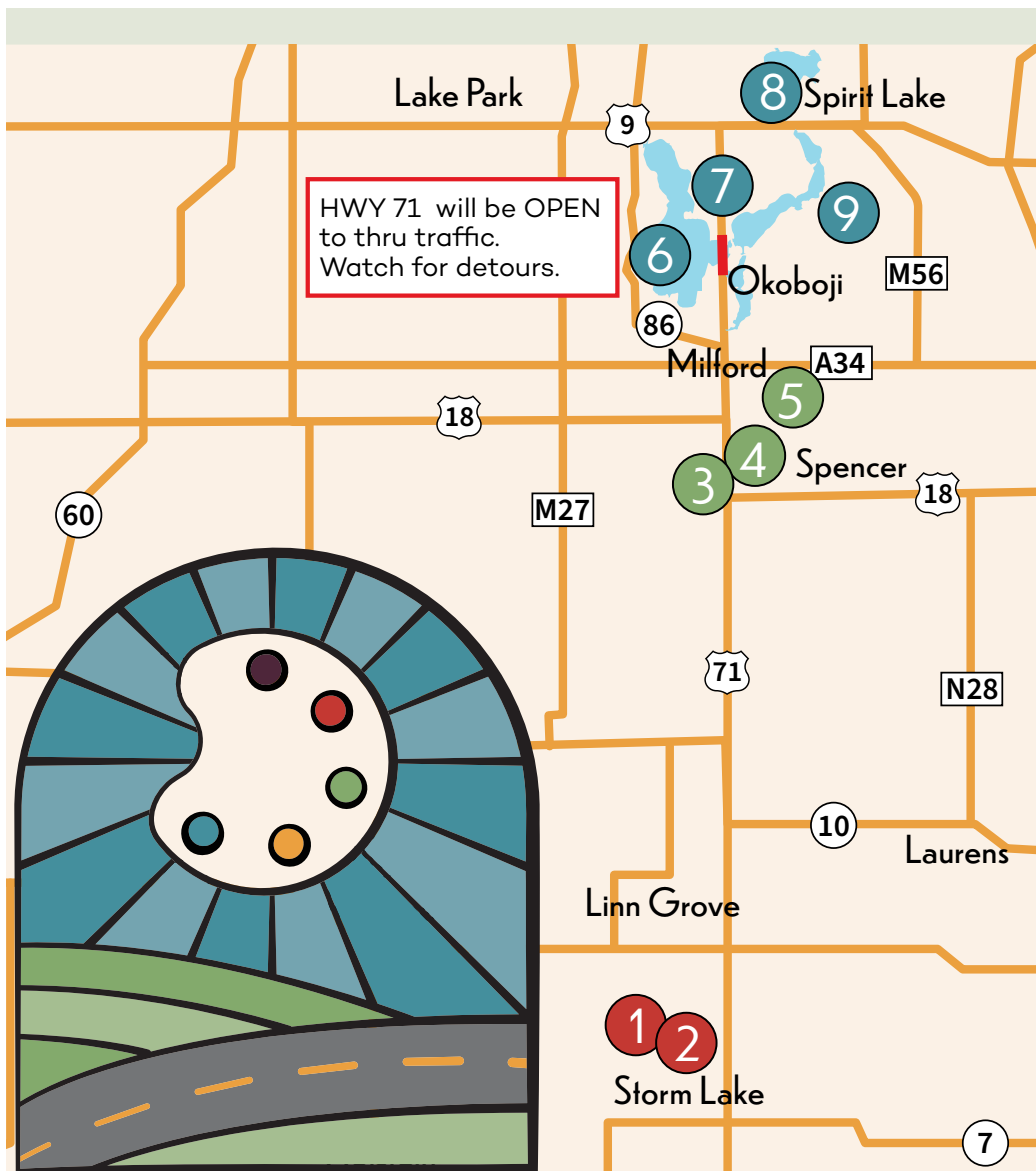 Lake Park
8
Spirit Lake
9
7
HWY 71 will be OPEN
to thru traffic.
Watch for detours.
9
6
Okoboji
M56
86
Milford
A34
5
18
4
Spencer
3
18
60
M27
71
N28
10
Laurens
Linn Grove
1
2
Storm Lake
7